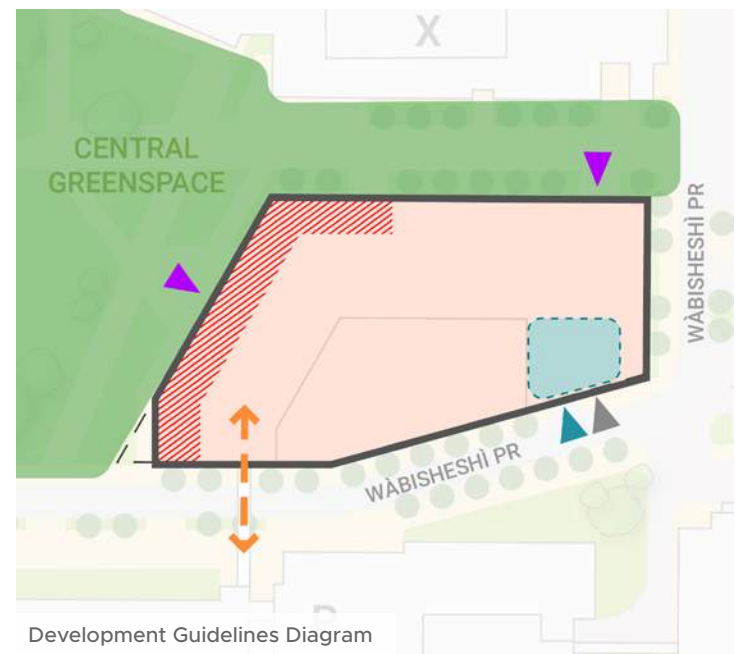 X
CENTRAL
GREENSPACE
WÀBISHESHÌ PR
WÀBISHESHÌ PR
Development Guidelines Diagram